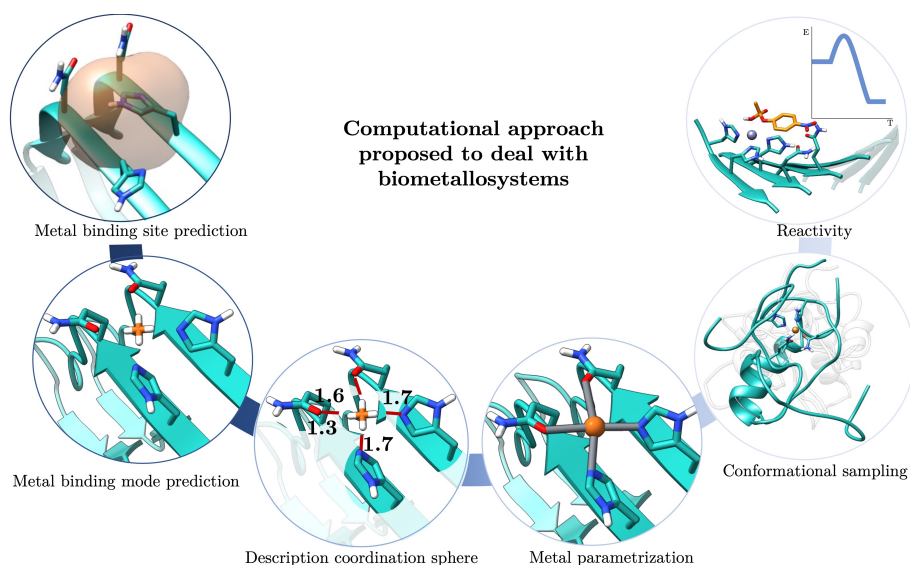 E
T
Computational approach
proposed to deal with
biometallosystems
Metal binding site prediction
Reactivity
1.6
1.7
1.3
1.7
Metal binding mode prediction
Conformational sampling
Description coordination sphere
Metal parametrization